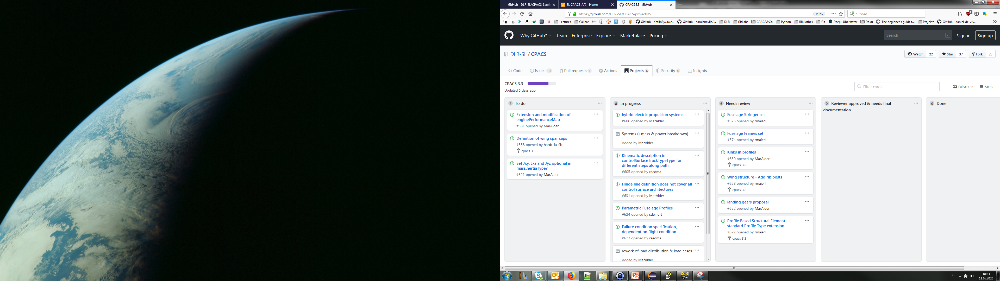 GitHub - DLR-SL/CPACS_Semin
SL CPACS-API - Home
CPACS 3.3 · GitHub
https://github.com/DLR-SL/CPACS/projects/5
110%
Suchen
1
Lectures
Calibre
GitHub - KotlinBy/awe...
GitHub - damianavila/...
DLR
GitLabs
CPACS&Co
Python
Bibliothek
Git
DeepL Übersetzer
Doku
The beginner's guide t...
Projekte
GitHub - daniel-de-vri...
Why GitHub?
Team
Enterprise
Explore
Marketplace
Pricing
Search
/
Sign in
Sign up
DLR-SL / CPACS
Watch 22
Star 37
Fork 23
Code
Issues 33
Pull requests 1
Actions
Projects 4
Security 0
Insights
CPACS 3.3
Updated 5 days ago
Filter cards
Fullscreen
Menu
3 To do
Extension and modification of
enginePerformanceMap
#581 opened by MarAlder
Definition of wing spar caps
#558 opened by hardt-fa-flb
cpacs 3.3
Set Jxy, Jxz and Jyz optional in
massInertiaType?
#621 opened by MarAlder
8 In progress
hybrid electric propulsion systems
#606 opened by MarAlder
Systems (+mass & power breakdown)
Added by MarAlder
Kinematic description in
controlSurfaceTrackTypeType for
different steps along path
#605 opened by raedma
Hinge line definition does not cover all
control surface architectures
#631 opened by MarAlder
Parametric Fuselage Profiles
#624 opened by sdeinert
Failure condition specification,
dependent on flight condition
#623 opened by raedma
rework of load distribution & load cases
Added by MarAlder
6 Needs review
Fuselage Stringer set
#575 opened by rmaierl
Fuselage Frames set
#574 opened by rmaierl
Kinks in profiles
#630 opened by MarAlder
cpacs 3.3
Wing structure - Add rib posts
#628 opened by rmaierl
cpacs 3.3
landing gears proposal
#632 opened by MarAlder
Profile Based Structural Element -
standard Profile Type extension
#627 opened by rmaierl
cpacs 3.3
0 Reviewer approved & needs final
documentation
0 Done
DE
18:33
11.05.2020